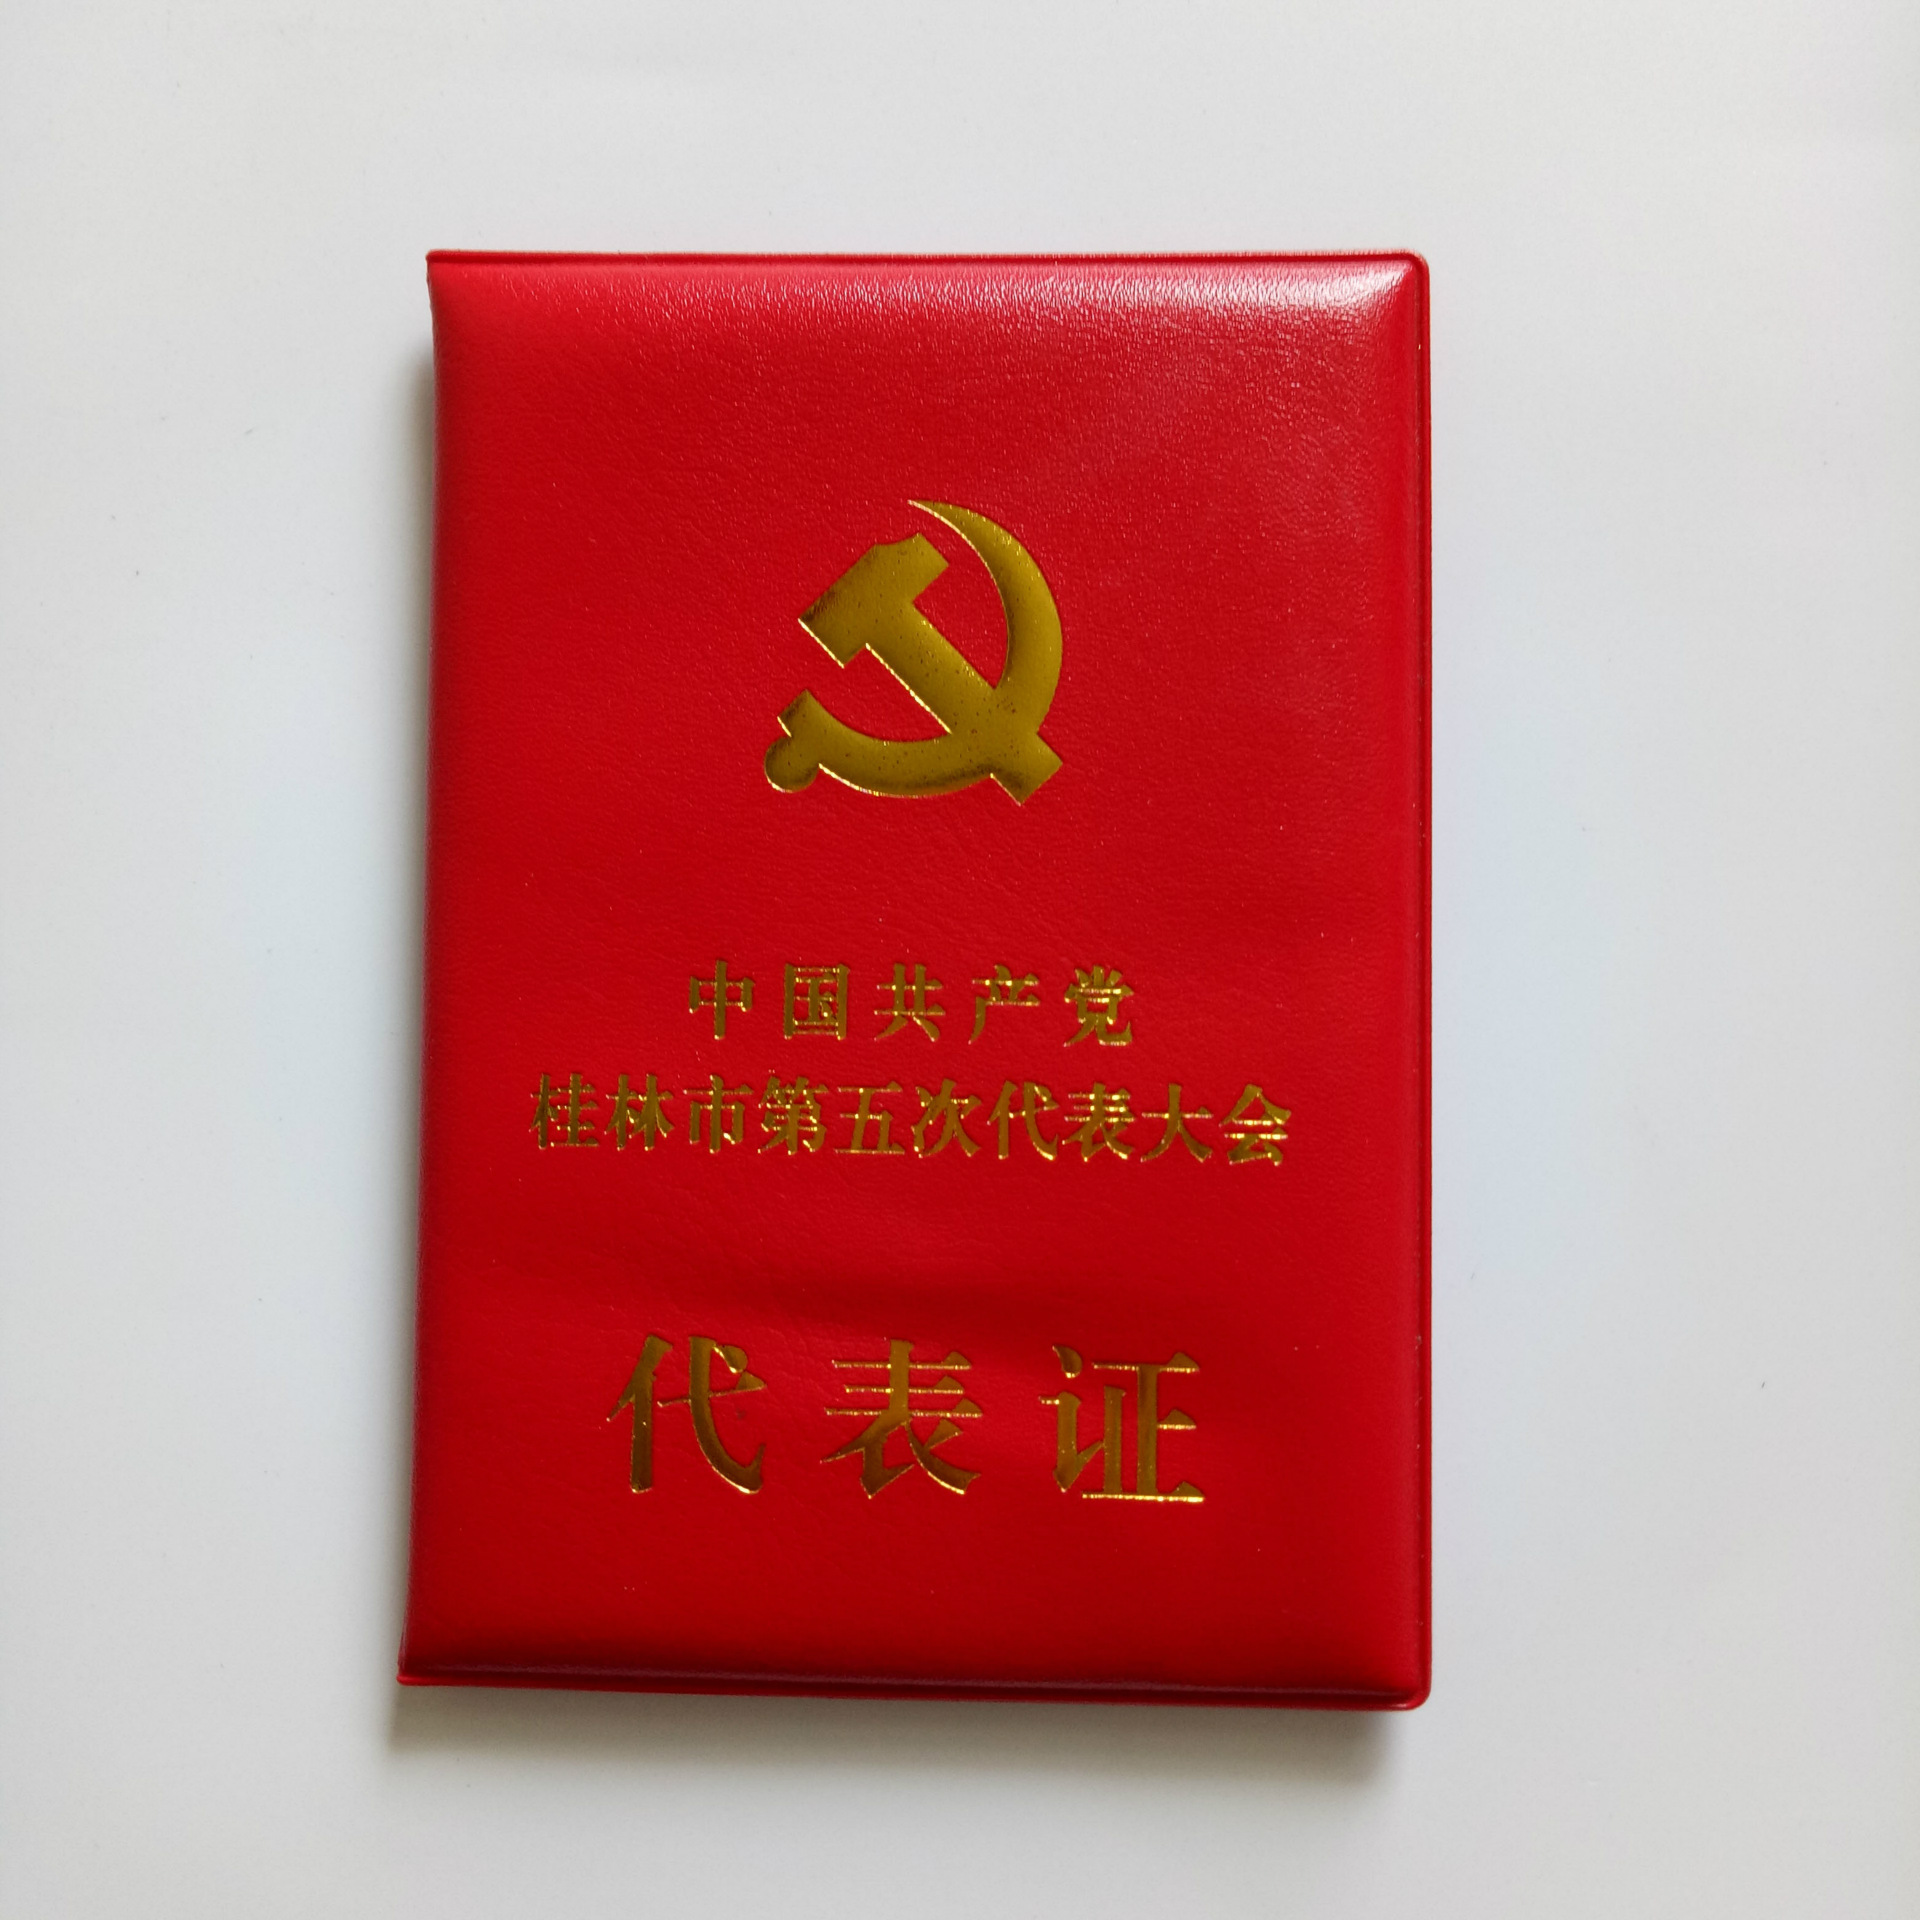 中国共产党
桂林市第五次代表大会
代表证